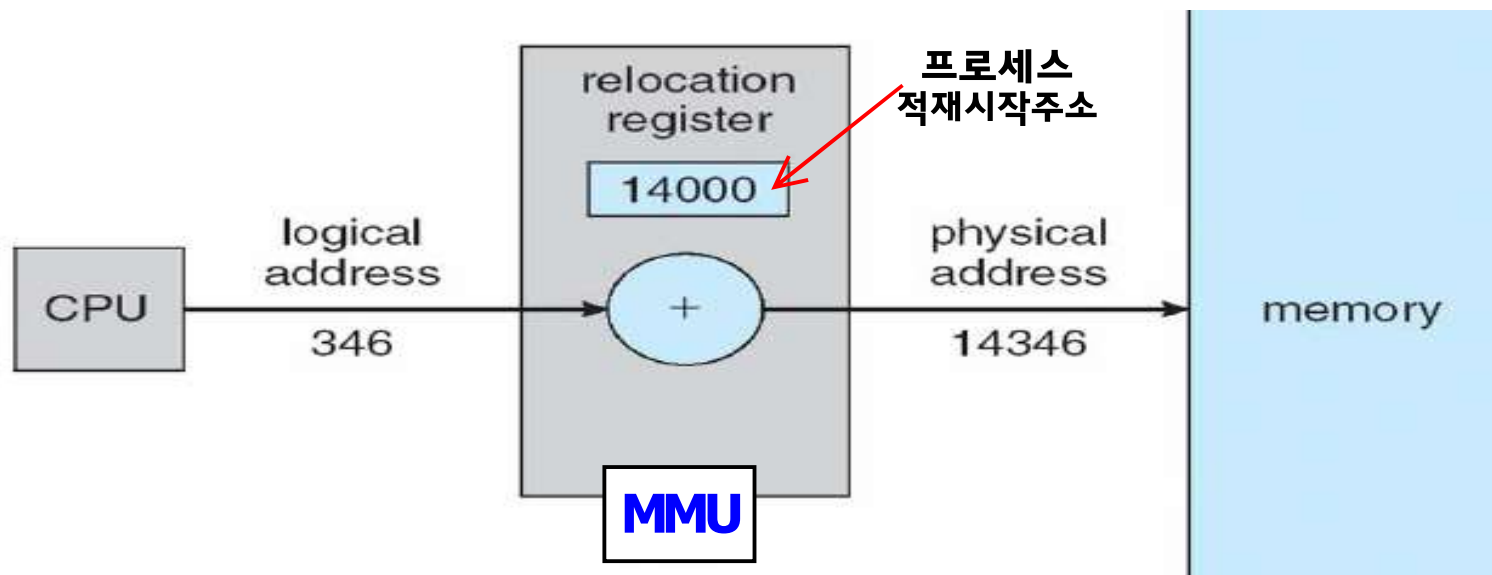 relocation
register
프로세스
적재시작주소
14000
logical
address
physical
address
CPU
+
memory
346
14346
MMU